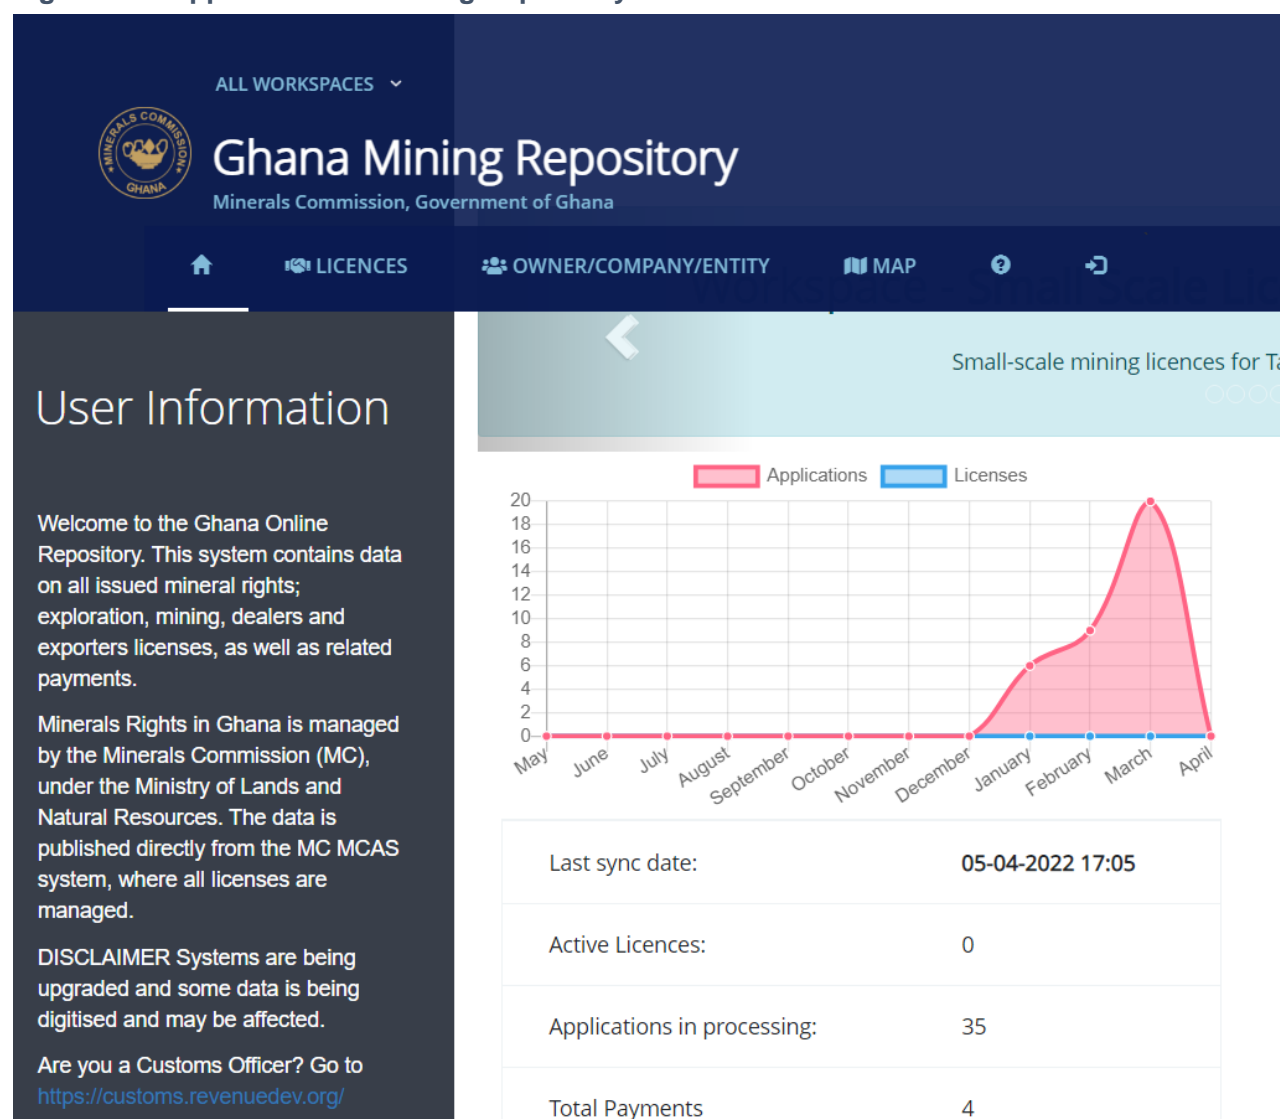 ALL WORKSPACES
MINERALS COMMISSION
GHANA
Ghana Mining Repository
Minerals Commission, Government of Ghana
LICENCES
OWNER/COMPANY/ENTITY
MAP
Workspace - Small Scale Lic
Small-scale mining licences for Ta
User Information
Welcome to the Ghana Online
Repository. This system contains data
on all issued mineral rights;
exploration, mining, dealers and
exporters licenses, as well as related
payments.
Minerals Rights in Ghana is managed
by the Minerals Commission (MC),
under the Ministry of Lands and
Natural Resources. The data is
published directly from the MC MCAS
system, where all licenses are
managed.
DISCLAIMER Systems are being
upgraded and some data is being
digitised and may be affected.
Are you a Customs Officer? Go to
https://customs.revenuedev.org/
Applications Licenses
20
18
16
14
12
10
8
6
4
2
0
May June July August September October November December January February March April
Last sync date: 05-04-2022 17:05
Active Licences: 0
Applications in processing: 35
Total Payments 4